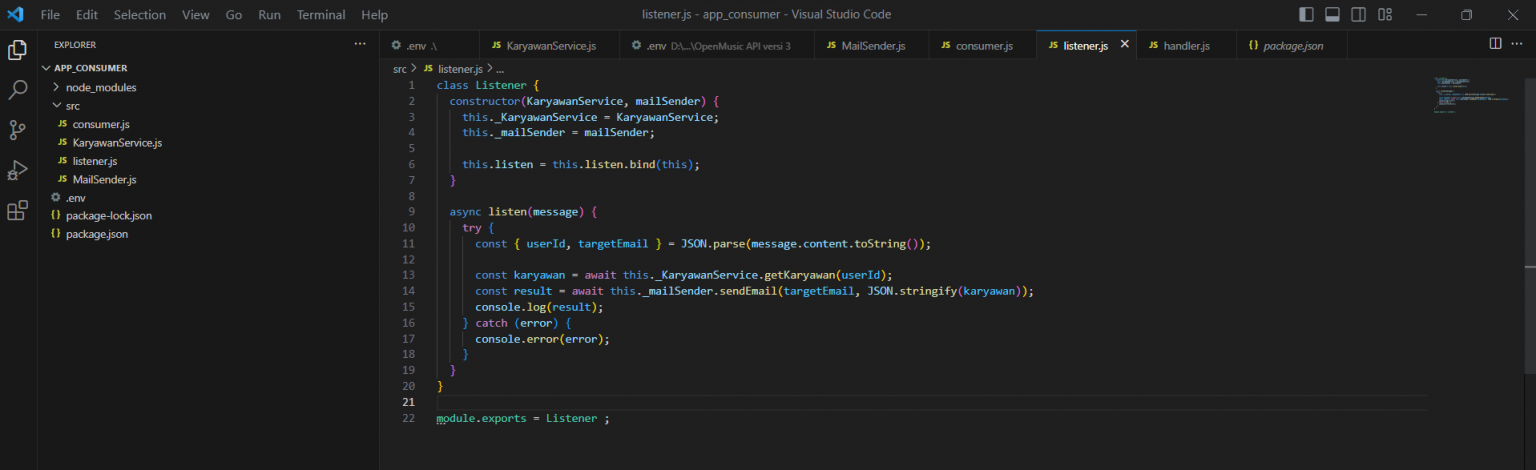 File Edit Selection View Go Run Terminal Help listener.js - app_consumer - Visual Studio Code
EXPLORER
APP_CONSUMER
node_modules
src
JS consumer.js
JS KaryawanService.js
JS listener.js
JS MailSender.js
.env
{} package-lock.json
{} package.json
.env .\ JS KaryawanService.js .env D:\...\OpenMusic API versi 3 JS MailSender.js JS consumer.js JS listener.js JS handler.js {} package.json
src > JS listener.js > ...
1 class Listener {
2 constructor(KaryawanService, mailSender) {
3 this._KaryawanService = KaryawanService;
4 this._mailSender = mailSender;
5
6 this.listen = this.listen.bind(this);
7 }
8
9 async listen(message) {
10 try {
11 const { userId, targetEmail } = JSON.parse(message.content.toString());
12
13 const karyawan = await this._KaryawanService.getKaryawan(userId);
14 const result = await this._mailSender.sendEmail(targetEmail, JSON.stringify(karyawan));
15 console.log(result);
16 } catch (error) {
17 console.error(error);
18 }
19 }
20 }
21
22 module.exports = Listener ;